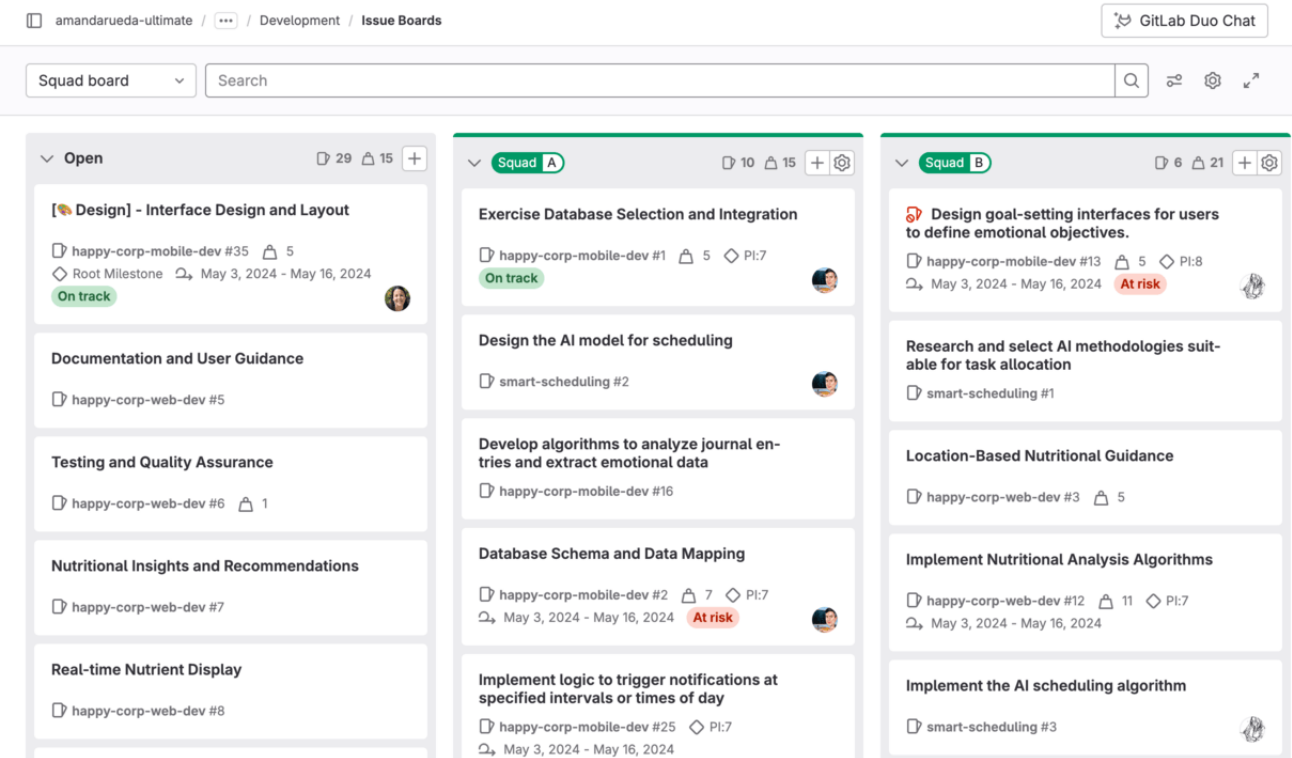 amandarueda-ultimate / ••• / Development / Issue Boards
GitLab Duo Chat
Squad board
Search
Open 29 15
[🎨 Design] - Interface Design and Layout
happy-corp-mobile-dev #35 5
Root Milestone May 3, 2024 - May 16, 2024
On track
Documentation and User Guidance
happy-corp-web-dev #5
Testing and Quality Assurance
happy-corp-web-dev #6 1
Nutritional Insights and Recommendations
happy-corp-web-dev #7
Real-time Nutrient Display
happy-corp-web-dev #8
Squad A 10 15
Exercise Database Selection and Integration
happy-corp-mobile-dev #1 5 PI:7
On track
Design the AI model for scheduling
smart-scheduling #2
Develop algorithms to analyze journal en-
tries and extract emotional data
happy-corp-mobile-dev #16
Database Schema and Data Mapping
happy-corp-mobile-dev #2 7 PI:7
May 3, 2024 - May 16, 2024 At risk
Implement logic to trigger notifications at
specified intervals or times of day
happy-corp-mobile-dev #25 PI:7
May 3, 2024 - May 16, 2024
Squad B 6 21
Design goal-setting interfaces for users
to define emotional objectives.
happy-corp-mobile-dev #13 5 PI:8
May 3, 2024 - May 16, 2024 At risk
Research and select AI methodologies suit-
able for task allocation
smart-scheduling #1
Location-Based Nutritional Guidance
happy-corp-web-dev #3 5
Implement Nutritional Analysis Algorithms
happy-corp-web-dev #12 11 PI:7
May 3, 2024 - May 16, 2024
Implement the AI scheduling algorithm
smart-scheduling #3